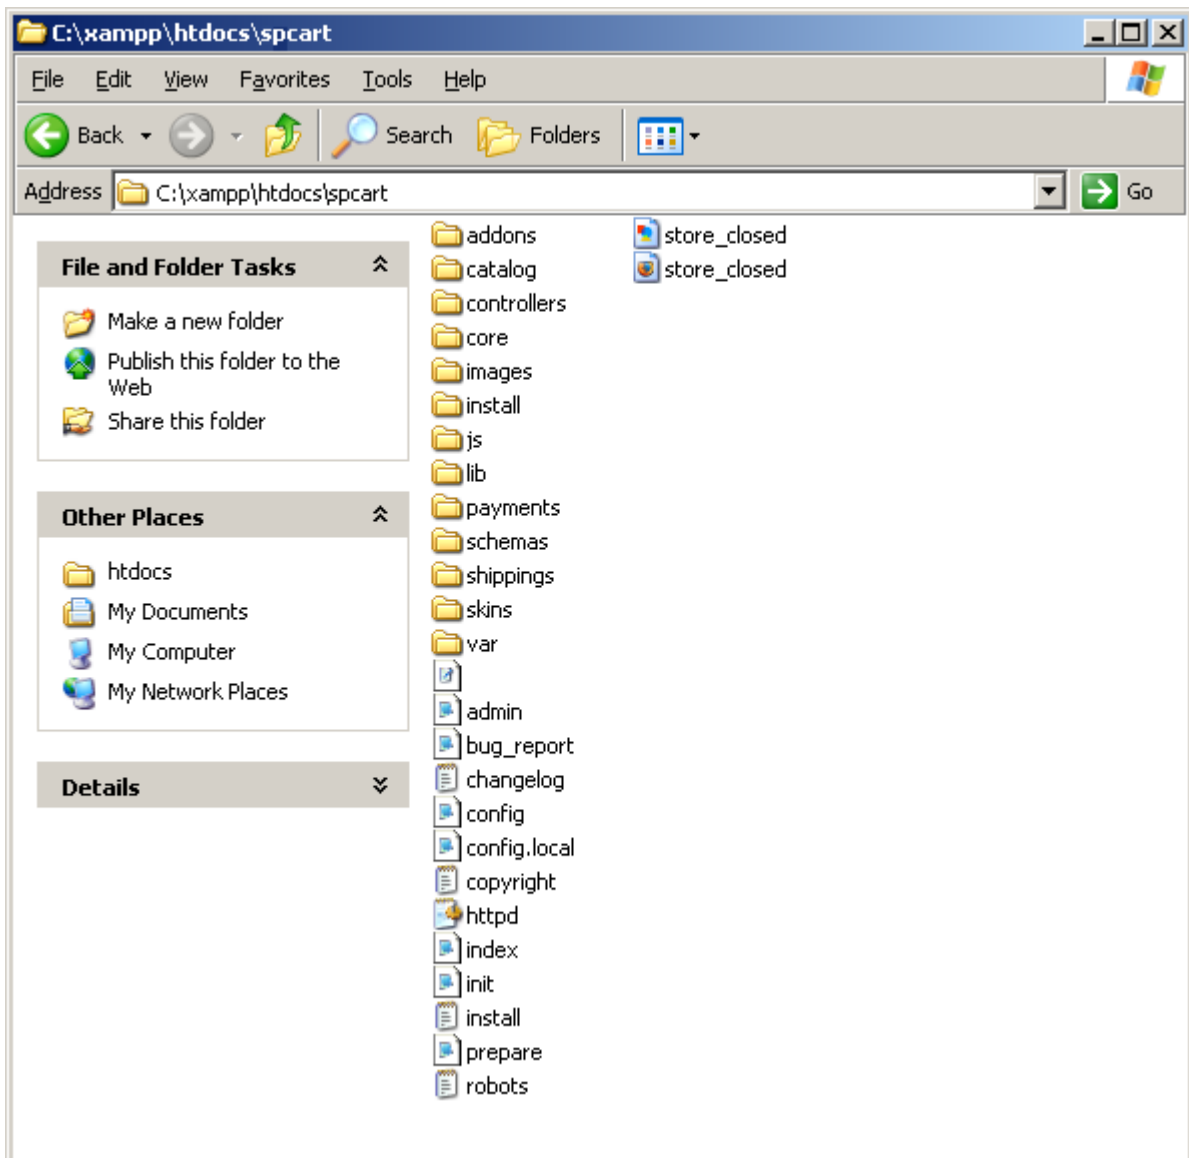 C:\xampp\htdocs\spcart
File Edit View Favorites Tools Help
Back Search Folders
Address C:\xampp\htdocs\spcart Go
File and Folder Tasks
Make a new folder
Publish this folder to the
Web
Share this folder
Other Places
htdocs
My Documents
My Computer
My Network Places
Details
addons
catalog
controllers
core
images
install
js
lib
payments
schemas
shippings
skins
var
admin
bug_report
changelog
config
config.local
copyright
httpd
index
init
install
prepare
robots
store_closed
store_closed